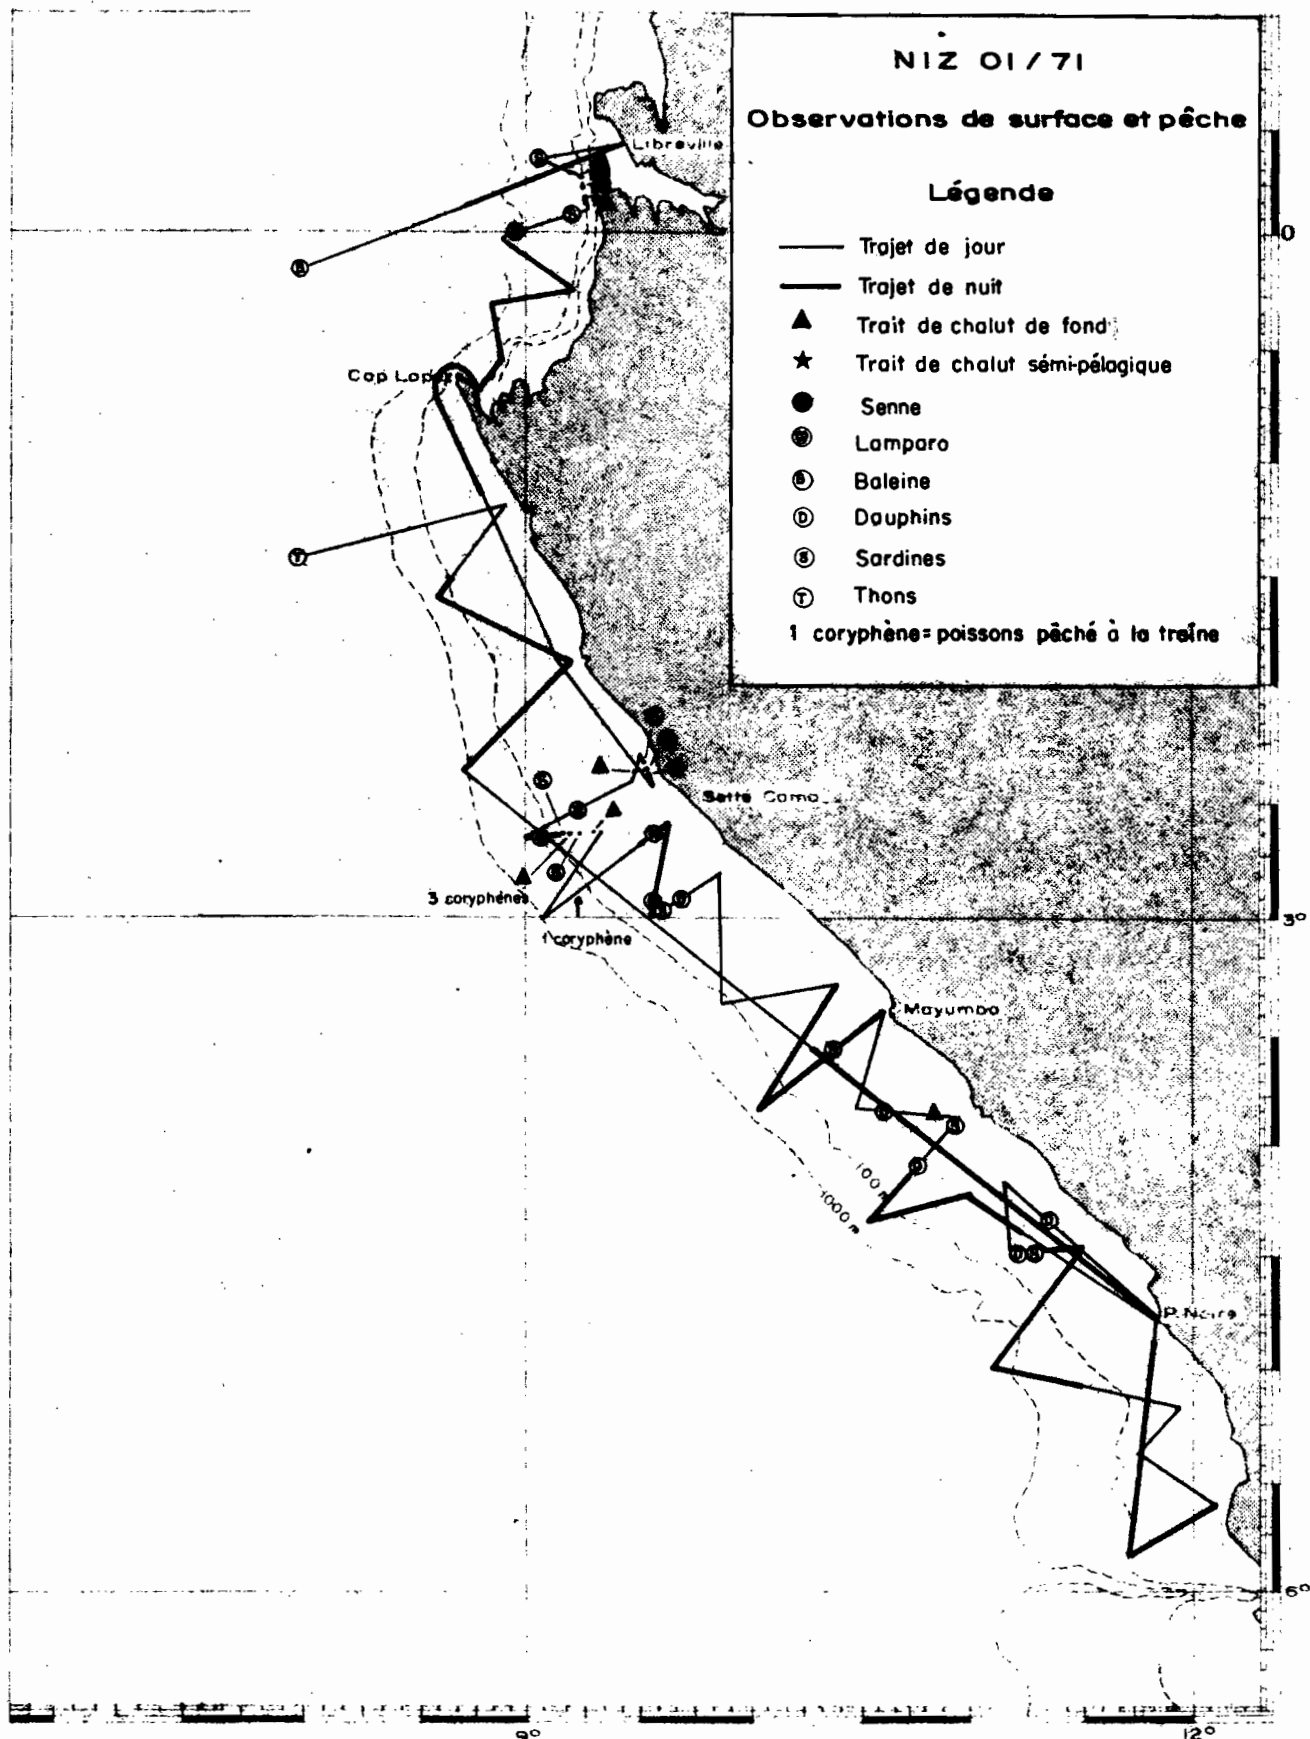 NIZ 01/71
Observations de surface et pêche
Légende
Trajet de jour
Trajet de nuit
Trait de chalut de fond
Trait de chalut sémi-pélagique
Senne
Lamparo
B Baleine
D Dauphins
S Sardines
T Thons
1 coryphène=poissons pêché à la traîne
Libreville
0
Cap Lopez
T
Setté Cama
3 coryphènes
1 coryphène
3°
Mayumba
100 m
1000 m
P. Noire
6°
9°
12°